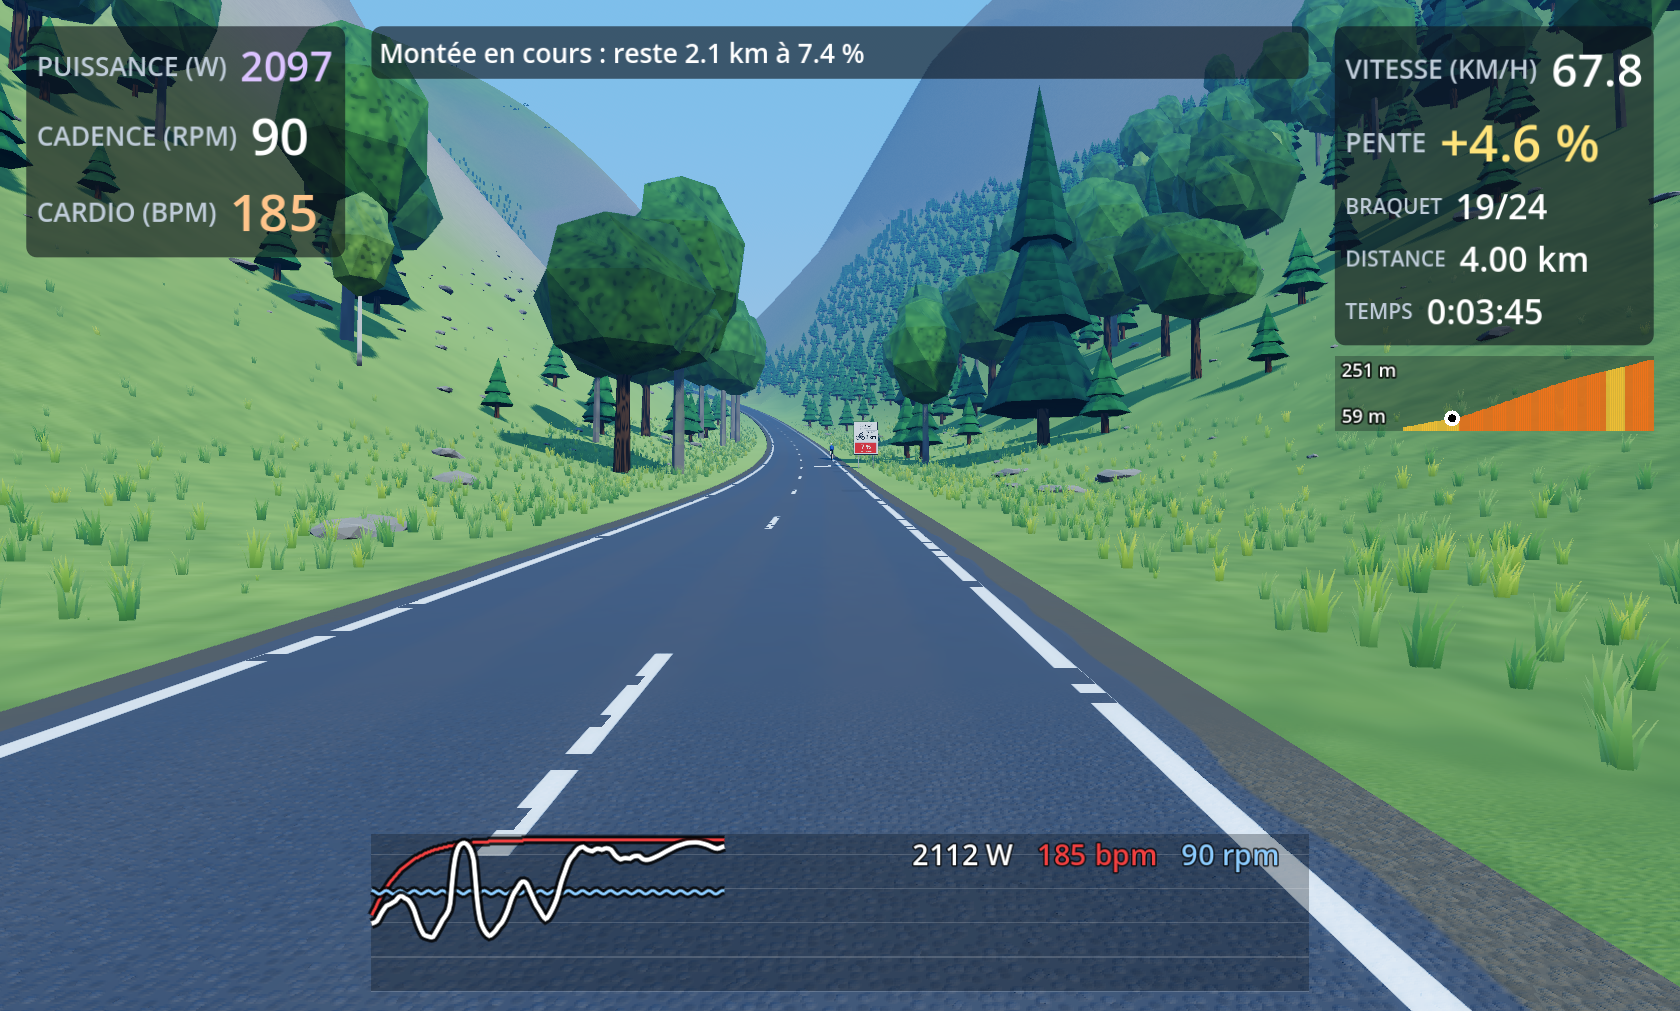 PUISSANCE (W) 2097
CADENCE (RPM) 90
CARDIO (BPM) 185
Montée en cours : reste 2.1 km à 7.4 %
VITESSE (KM/H) 67.8
PENTE +4.6 %
BRAQUET 19/24
DISTANCE 4.00 km
TEMPS 0:03:45
251 m
59 m
2112 W 185 bpm 90 rpm